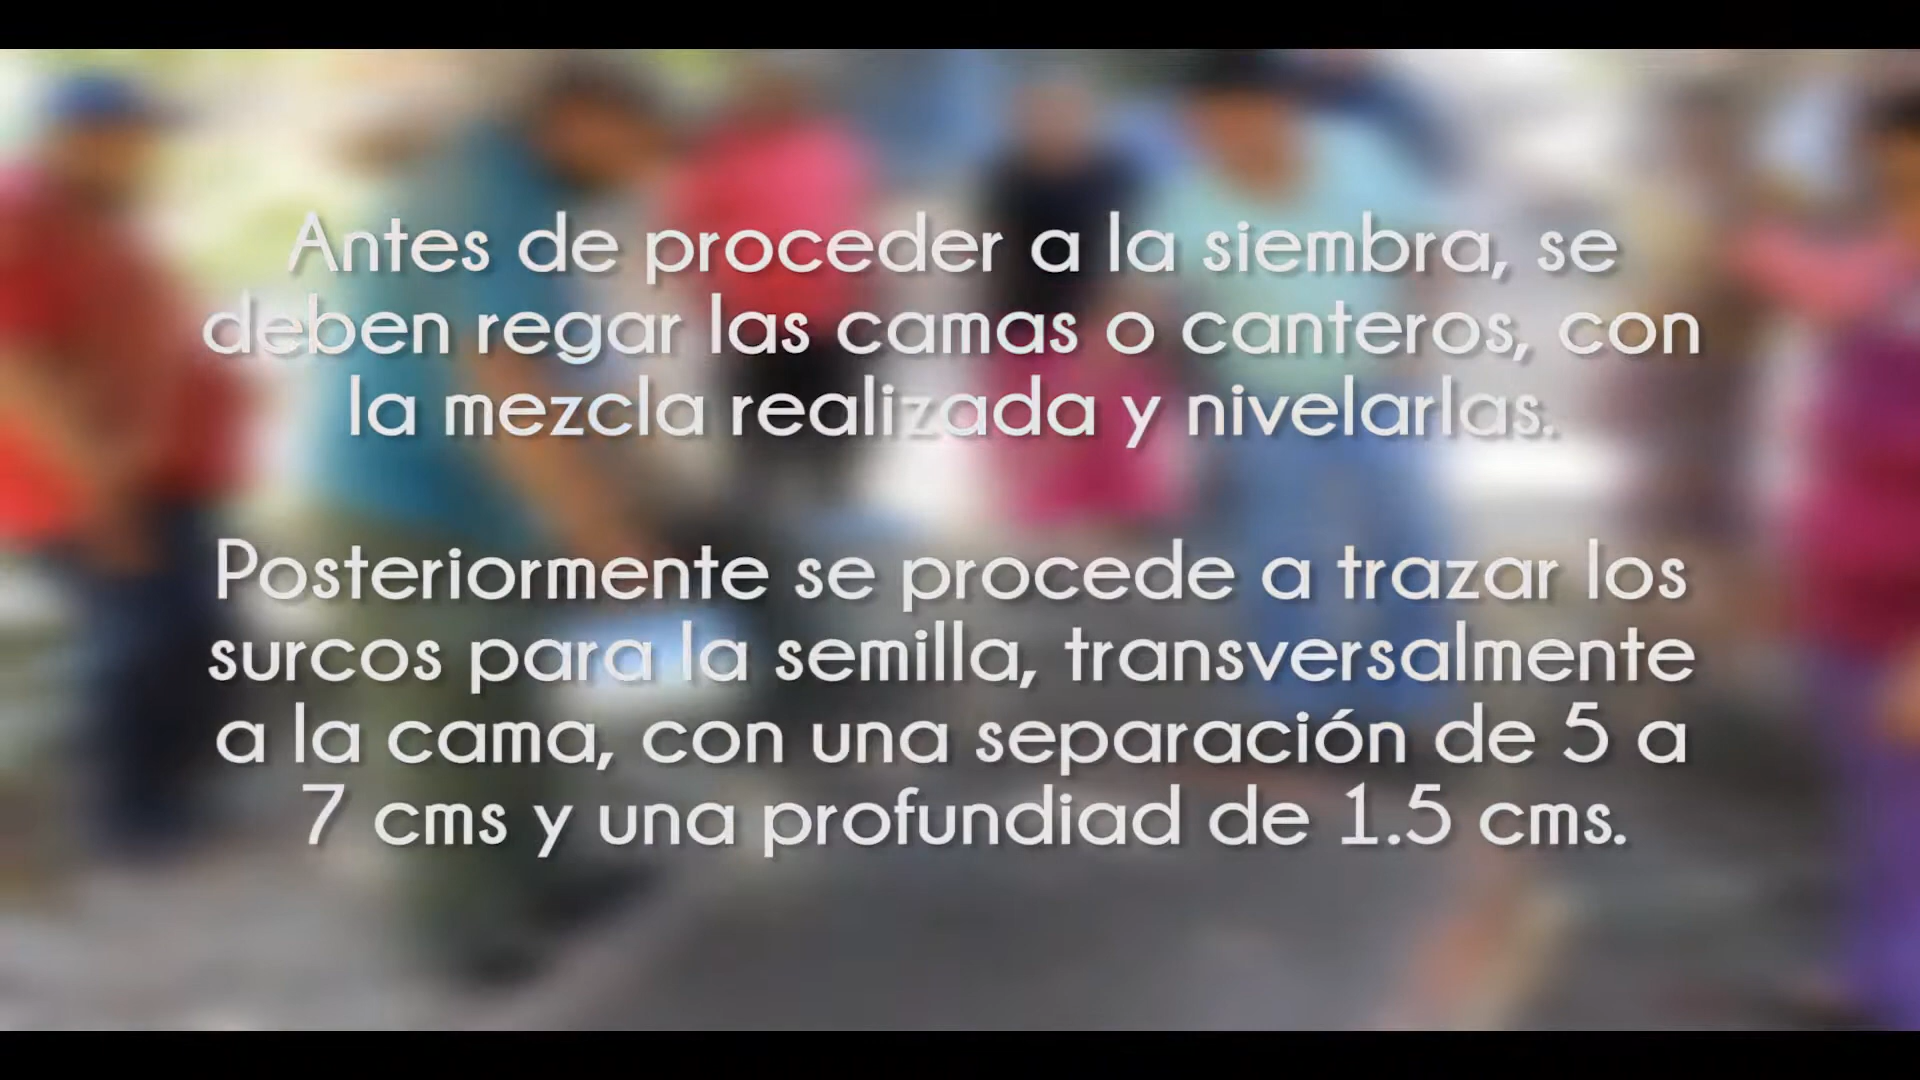 Antes de proceder a la siembra, se
deben regar las camas o canteros, con
la mezcla realizada y nivelarlas.
Posteriormente se procede a trazar los
surcos para la semilla, transversalmente
a la cama, con una separación de 5 a
7 cms y una profundiad de 1.5 cms.